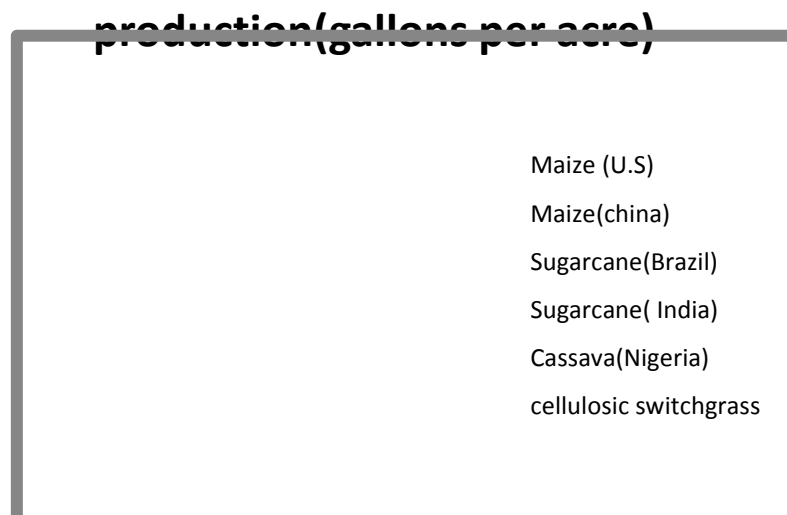 production(gallons per acre)
Maize (U.S)
Maize(china)
Sugarcane(Brazil)
Sugarcane( India)
Cassava(Nigeria)
cellulosic switchgrass